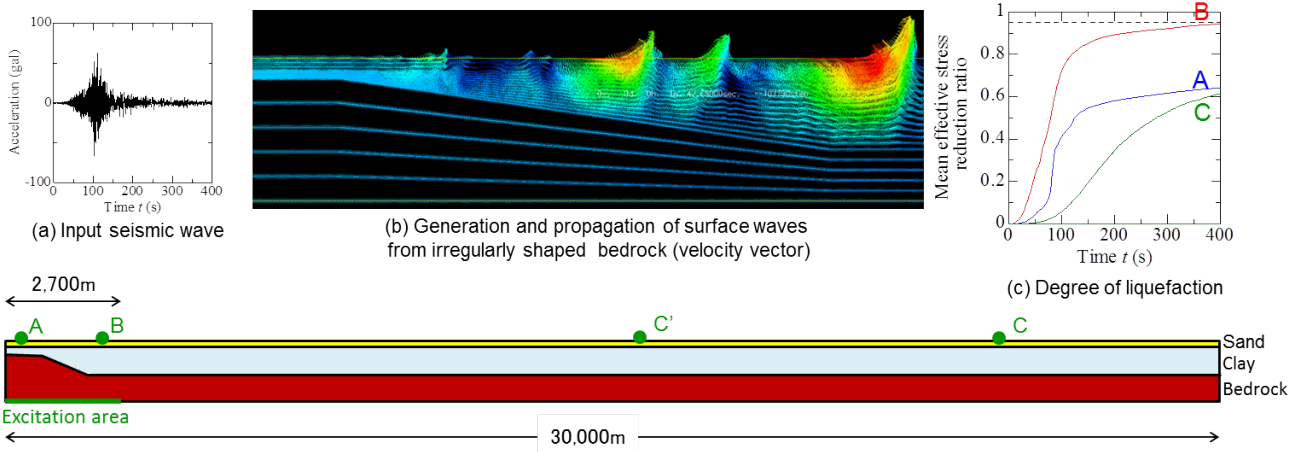 100
0
-100
Acceleration (gal)
0 100 200 300 400
Time t (s)
(a) Input seismic wave
(b) Generation and propagation of surface waves
from irregularly shaped bedrock (velocity vector)
1
0.8
0.6
0.4
0.2
0
Mean effective stress
reduction ratio
B
A
C
0 100 200 300 400
Time t (s)
(c) Degree of liquefaction
2,700m
A
B
C'
C
Sand
Clay
Bedrock
Excitation area
30,000m